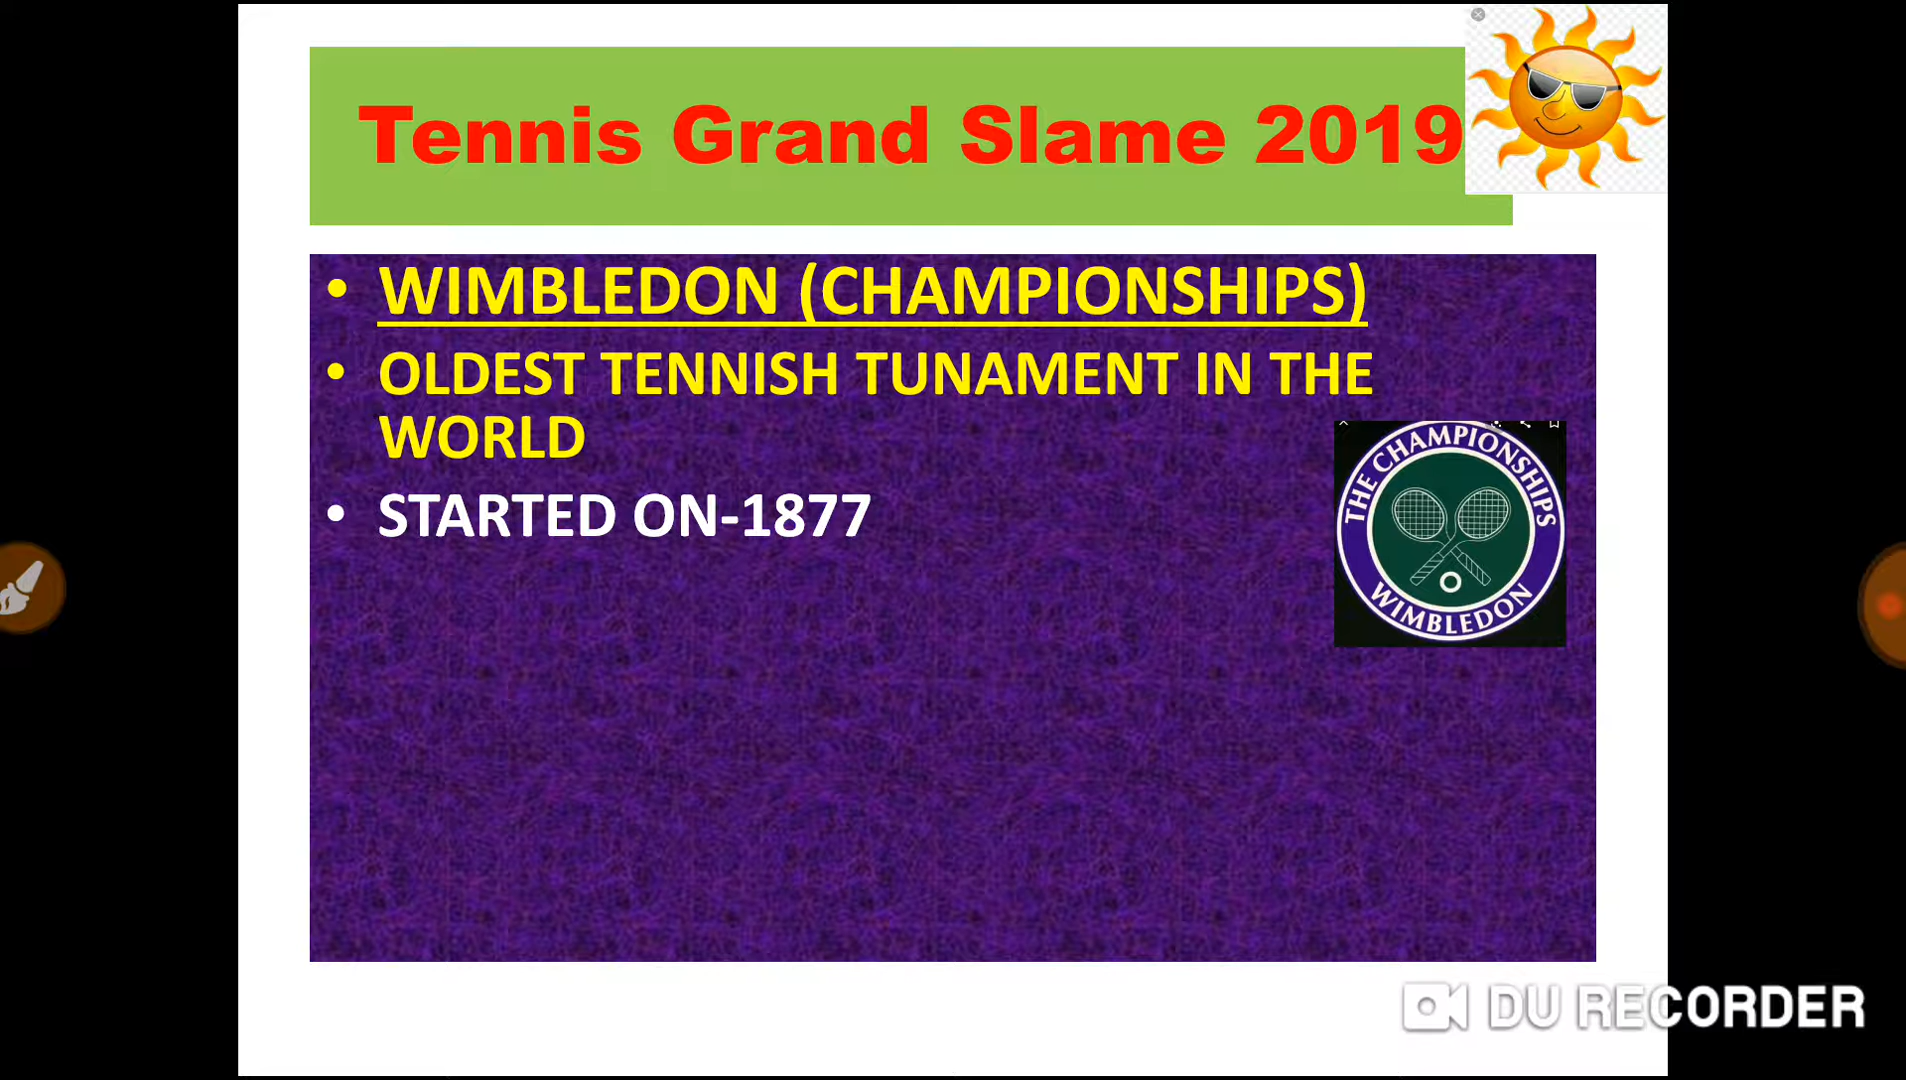 Tennis Grand Slame 2019
• WIMBLEDON (CHAMPIONSHIPS)
• OLDEST TENNISH TUNAMENT IN THE
WORLD
• STARTED ON-1877
THE CHAMPIONSHIPS
WIMBLEDON
DU RECORDER